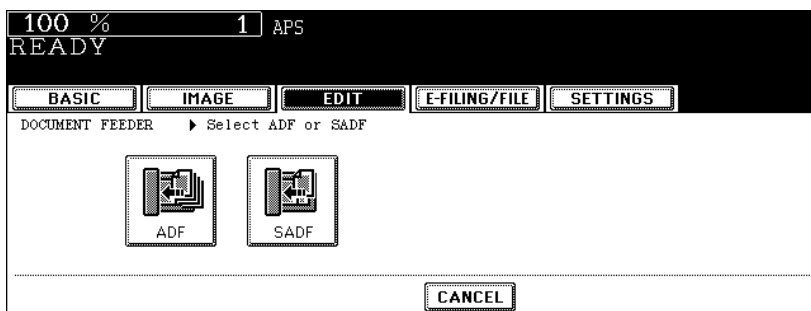 100 % 1 APS
READY
BASIC IMAGE EDIT E-FILING/FILE SETTINGS
DOCUMENT FEEDER ▶ Select ADF or SADF
ADF SADF
CANCEL